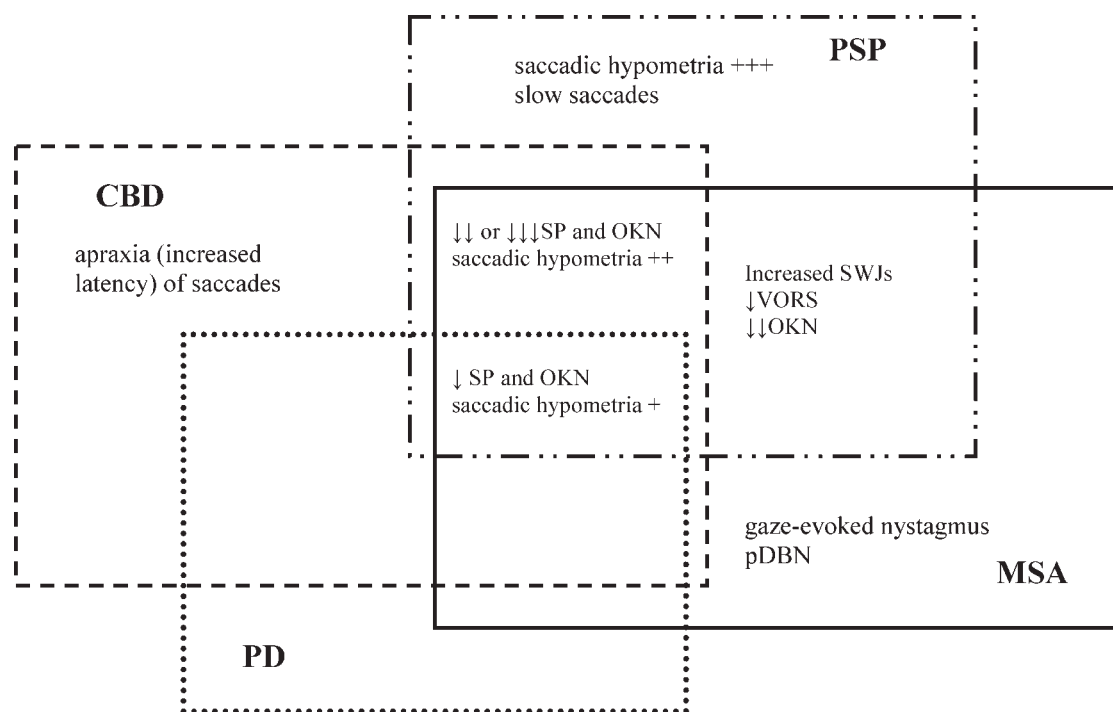 PSP
saccadic hypometria +++
slow saccades
CBD
apraxia (increased
latency) of saccades
↓↓ or ↓↓↓SP and OKN
saccadic hypometria ++
Increased SWJs
↓VORS
↓↓OKN
↓ SP and OKN
saccadic hypometria +
gaze-evoked nystagmus
pDBN
MSA
PD